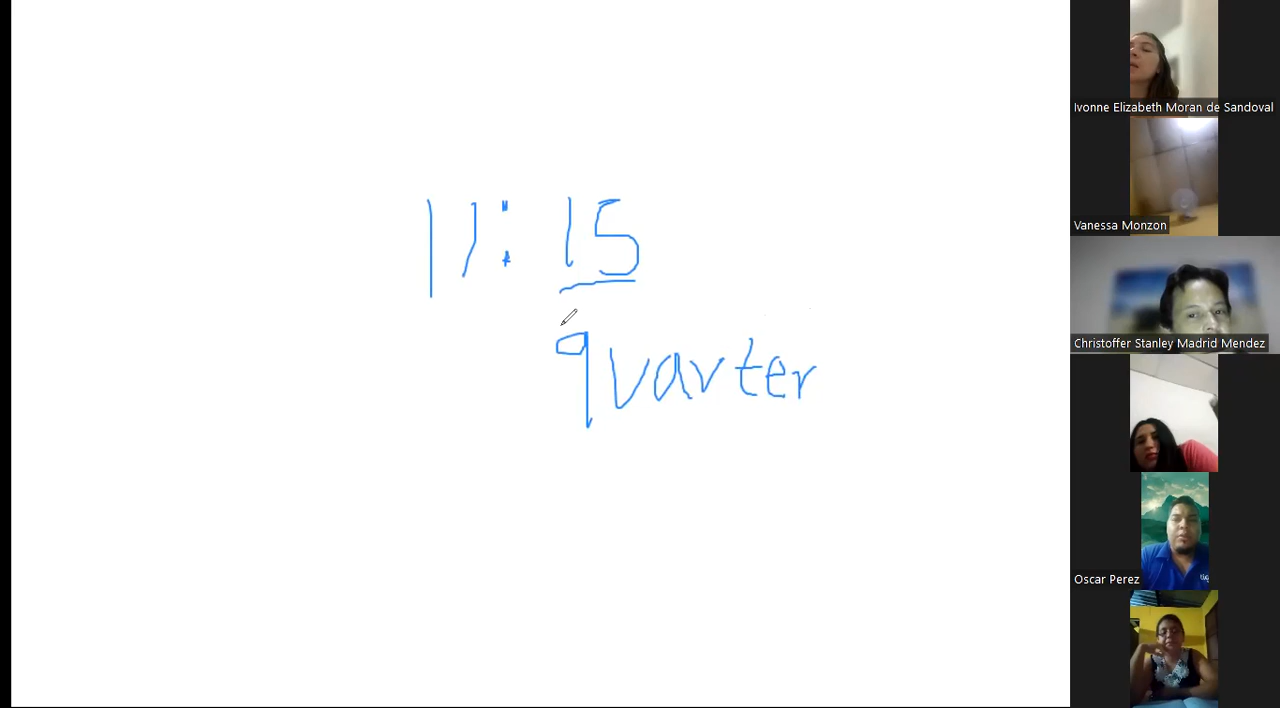 11:15
quarter
Ivonne Elizabeth Moran de Sandoval
Vanessa Monzon
Christoffer Stanley Madrid Mendez
Oscar Perez